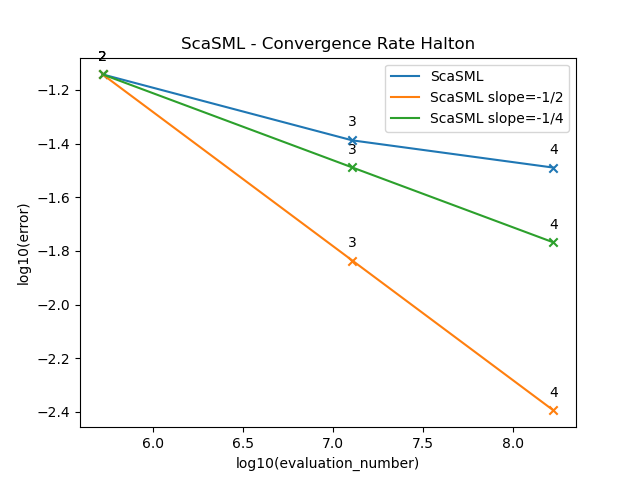 ScaSML - Convergence Rate Halton
2
ScaSML
ScaSML slope=-1/2
ScaSML slope=-1/4
−1.2
3
−1.4
3
4
−1.6
4
−1.8
3
−2.0
−2.2
4
−2.4
log10(error)
6.0 6.5 7.0 7.5 8.0
log10(evaluation_number)